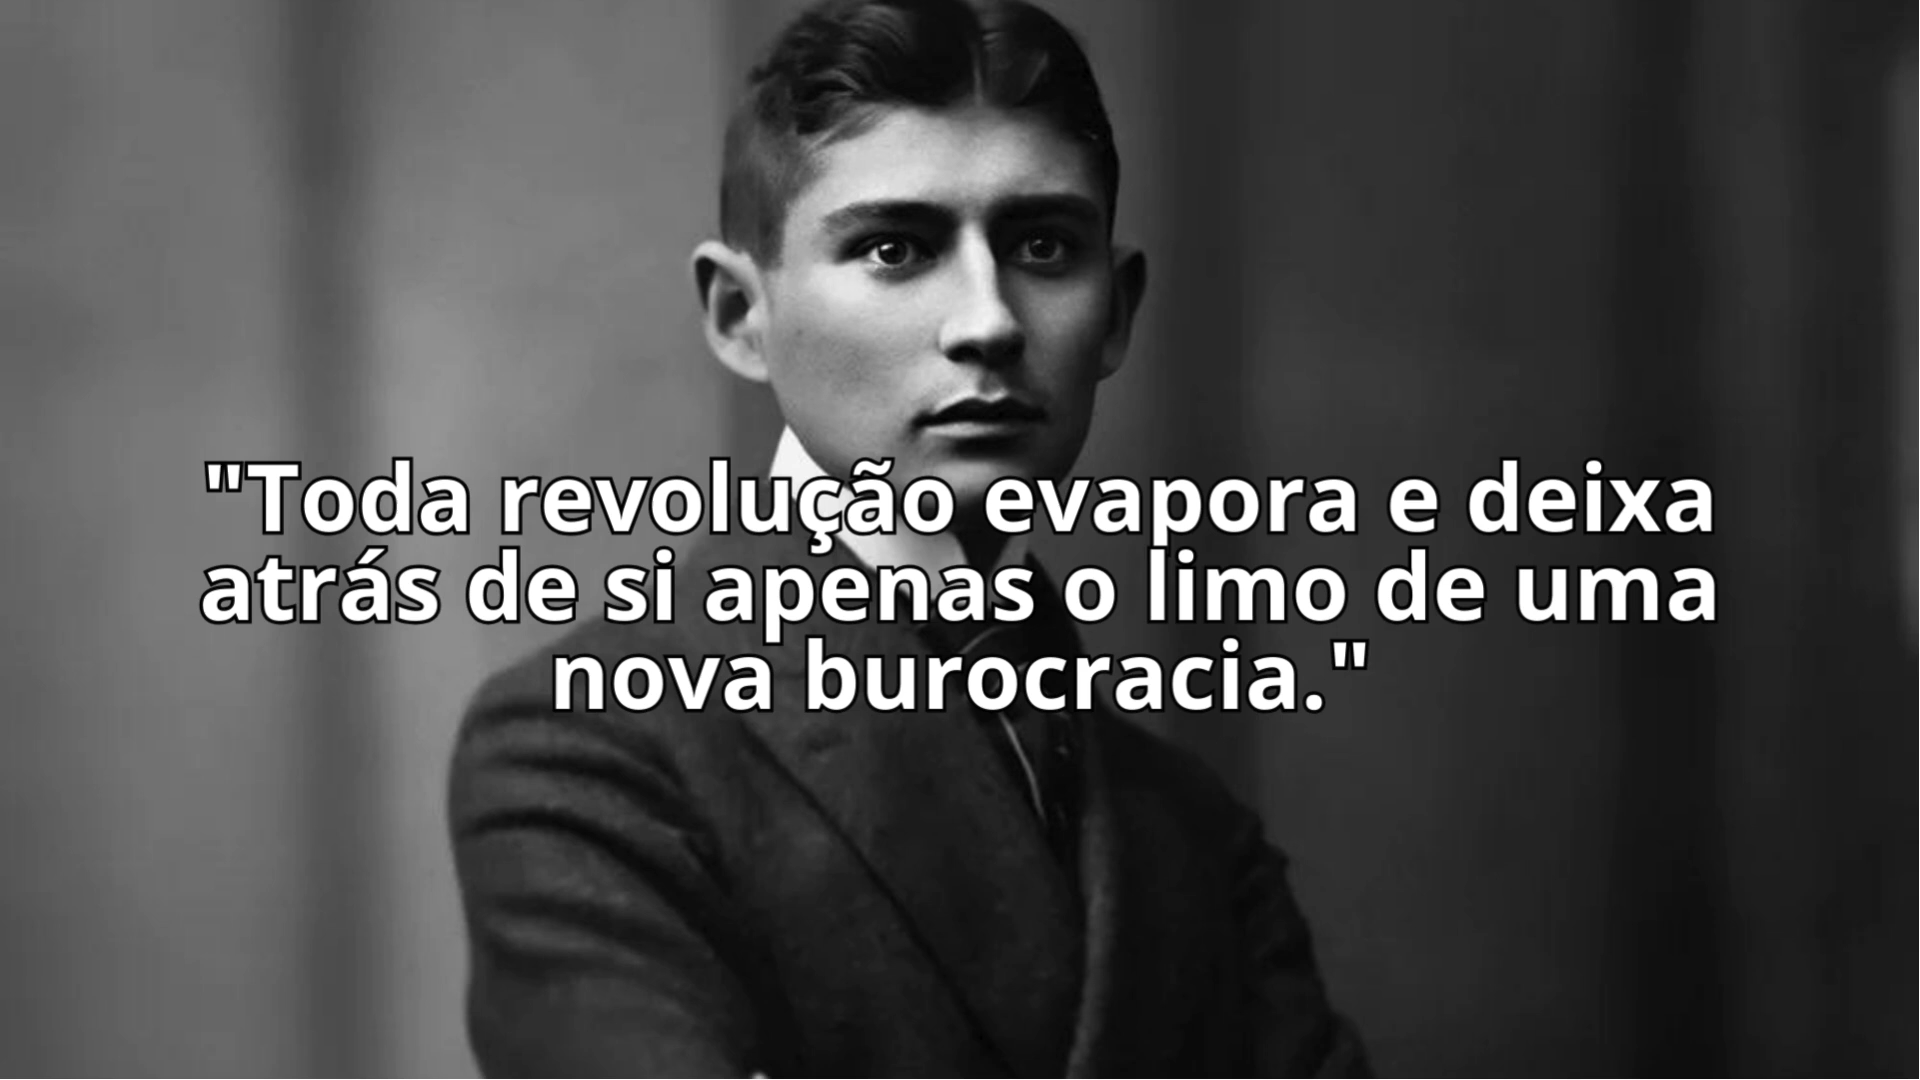 "Toda revolução evapora e deixa
atrás de si apenas o limo de uma
nova burocracia."